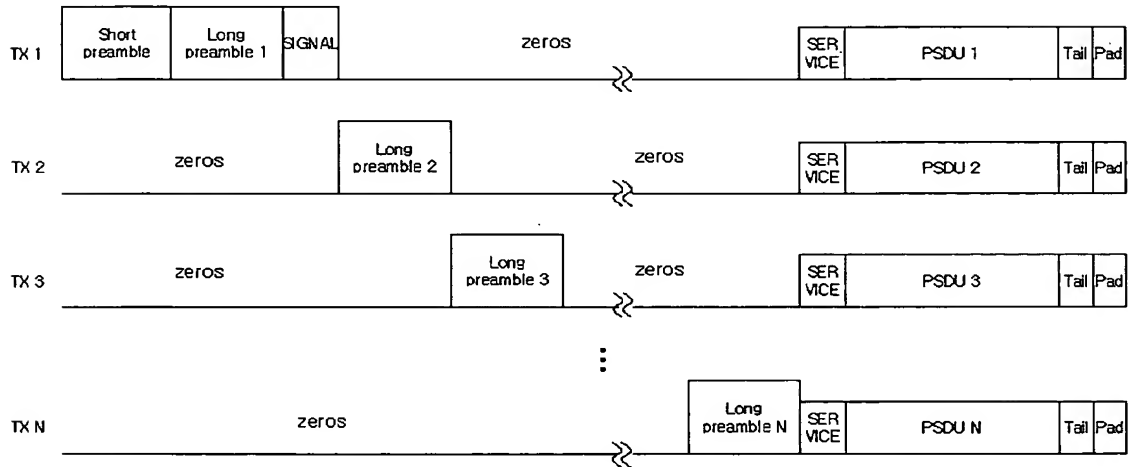 TX 1
Short
preamble
Long
preamble 1
SIGNAL
zeros
SER
VICE
PSDU 1
Tail
Pad
TX 2
zeros
Long
preamble 2
zeros
SER
VICE
PSDU 2
Tail
Pad
TX 3
zeros
Long
preamble 3
zeros
SER
VICE
PSDU 3
Tail
Pad
TX N
zeros
Long
preamble N
SER
VICE
PSDU N
Tail
Pad